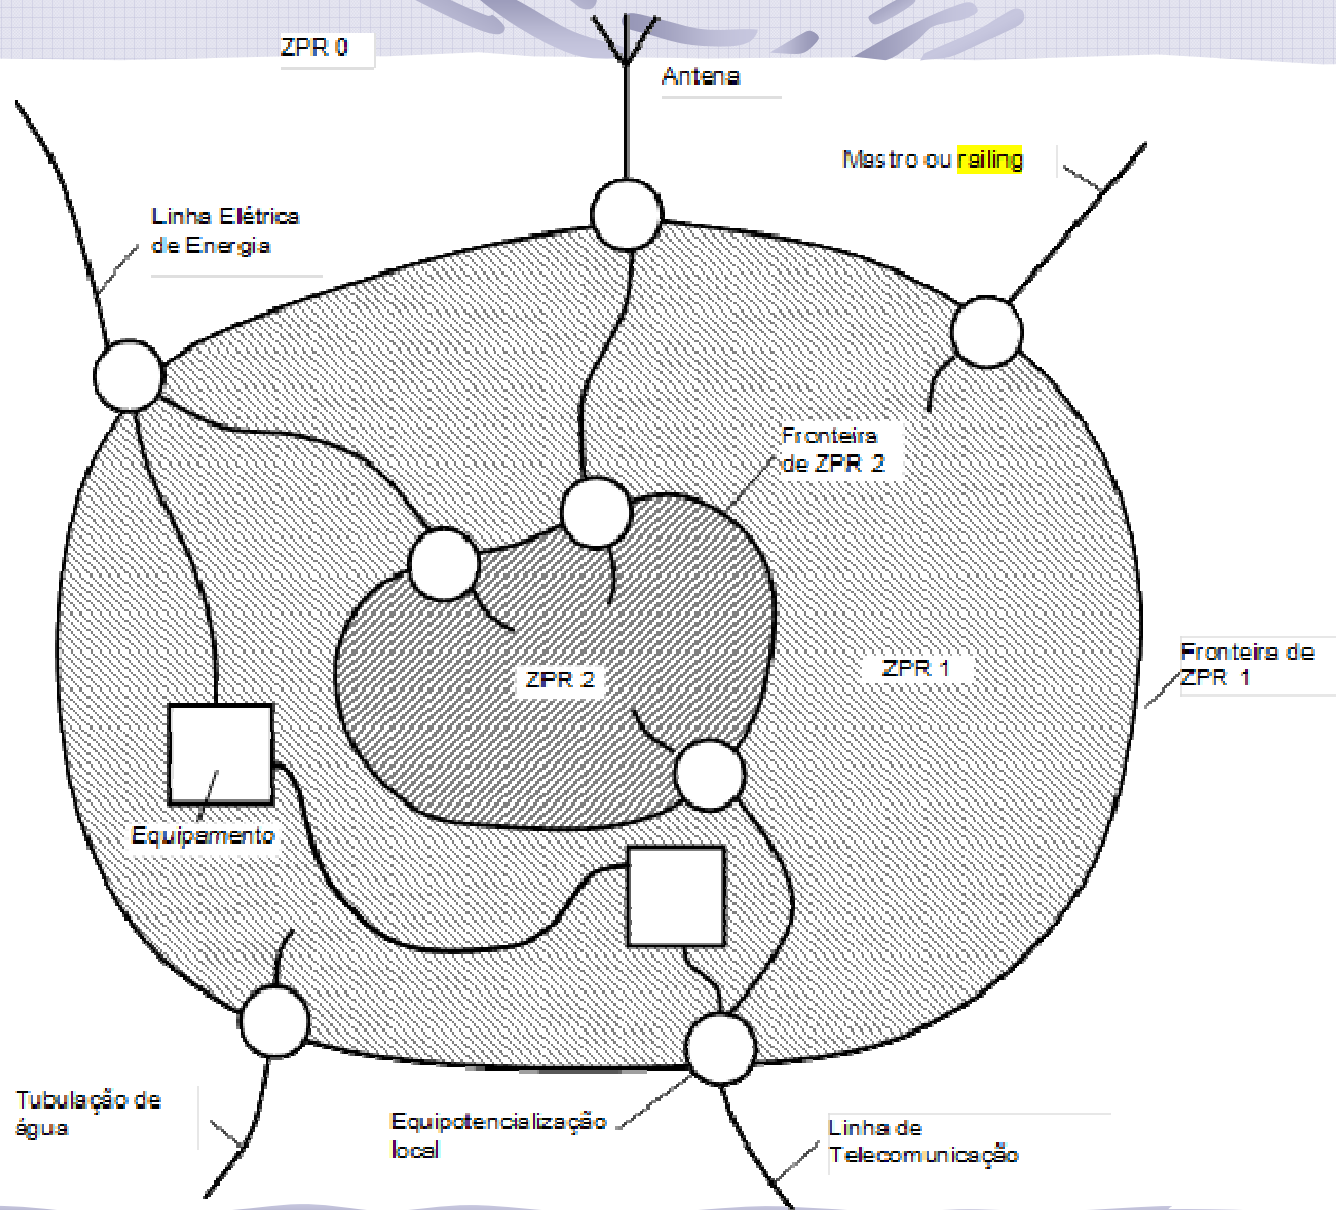 ZPR 0
Antena
Mastro ou railing
Linha Elétrica
de Energia
Fronteira
de ZPR 2
ZPR 2
ZPR 1
Fronteira de
ZPR 1
Equipamento
Tubulação de
água
Equipotencialização
local
Linha de
Telecomunicação